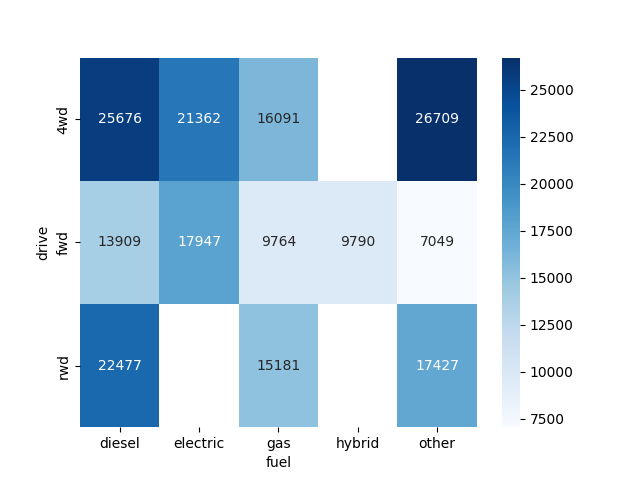 4wd
25676 21362 16091 26709
25000
22500
20000
drive
fwd
13909 17947 9764 9790 7049
17500
15000
12500
rwd
22477 15181 17427
10000
7500
diesel electric gas hybrid other
fuel